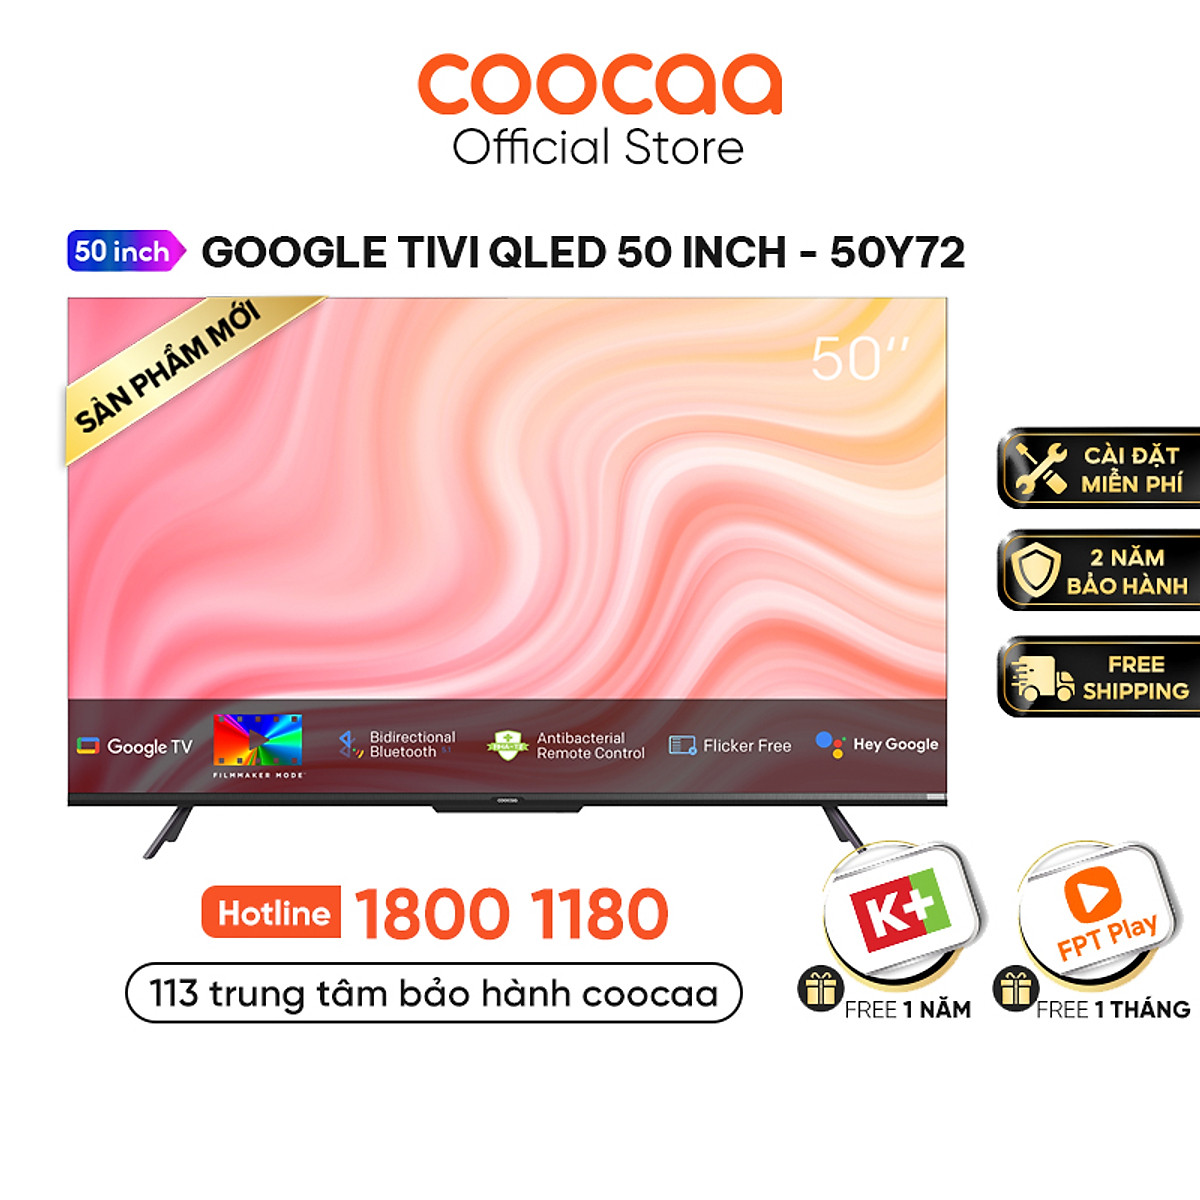 coocaa
Official Store
50 inch
GOOGLE TIVI QLED 50 INCH - 50Y72
SẢN PHẨM MỚI
50''
CÀI ĐẶT
MIỄN PHÍ
2 NĂM
BẢO HÀNH
FREE
SHIPPING
Google TV
FILMMAKER MODE
Bidirectional
Bluetooth 5.1
Antibacterial
Remote Control
Flicker Free
Hey Google
coocaa
Hotline
1800 1180
113 trung tâm bảo hành coocaa
K+
FREE 1 NĂM
FPT Play
FREE 1 THÁNG